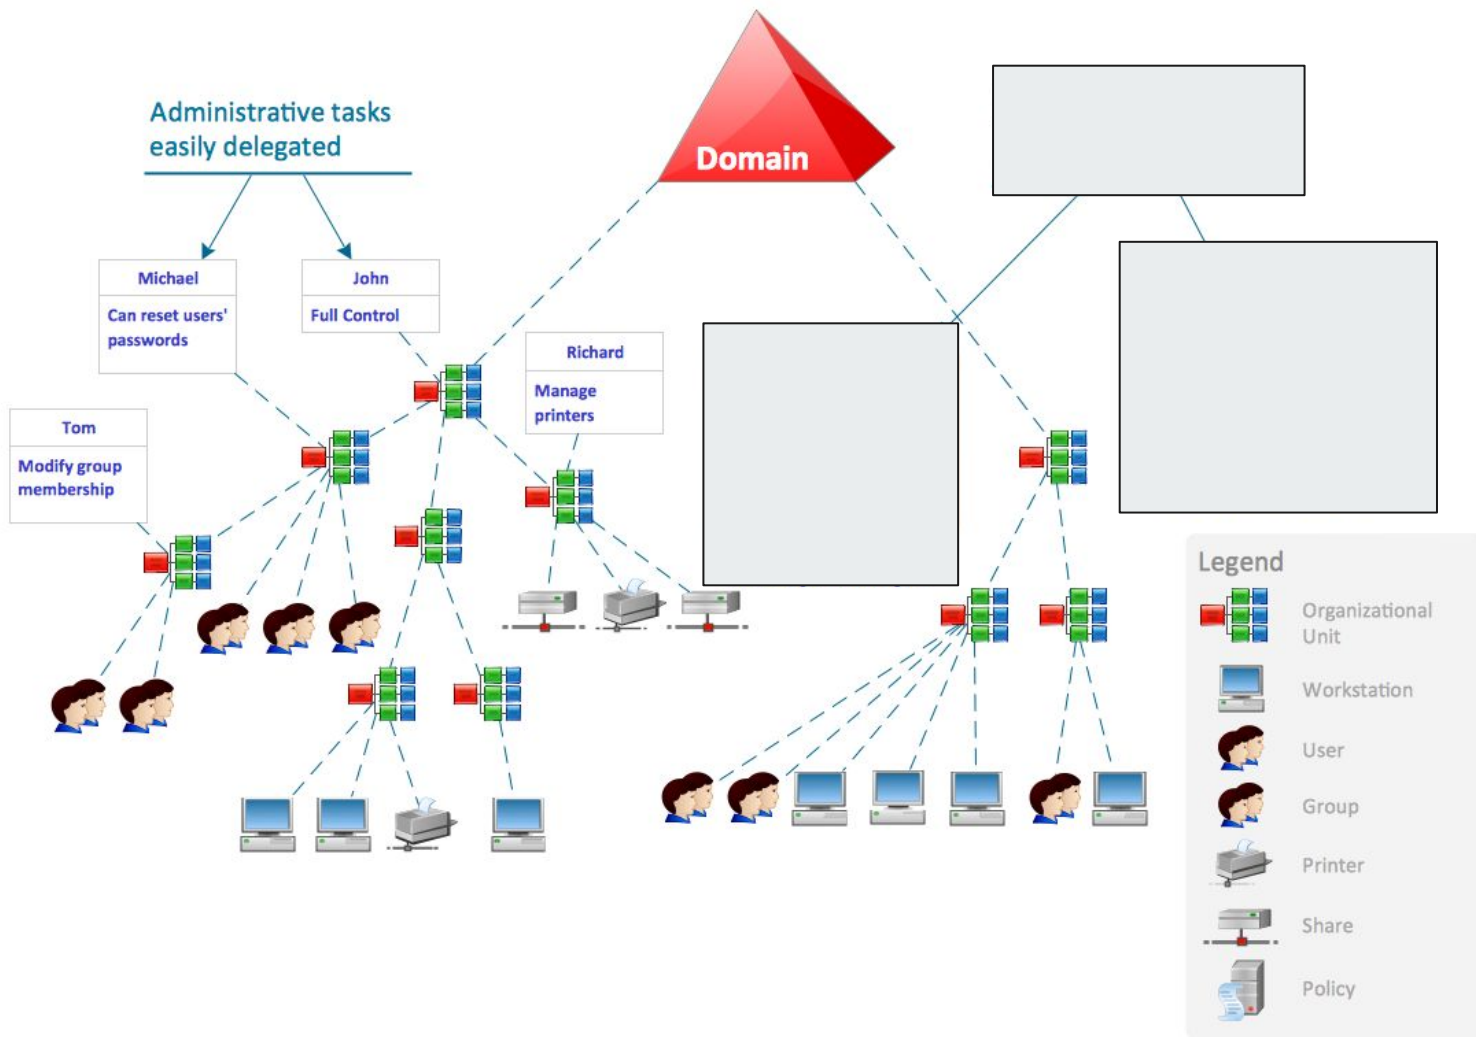 Administrative tasks
easily delegated
Domain
Michael
Can reset users'
passwords
John
Full Control
Richard
Manage
printers
Tom
Modify group
membership
Legend
Organizational
Unit
Workstation
User
Group
Printer
Share
Policy